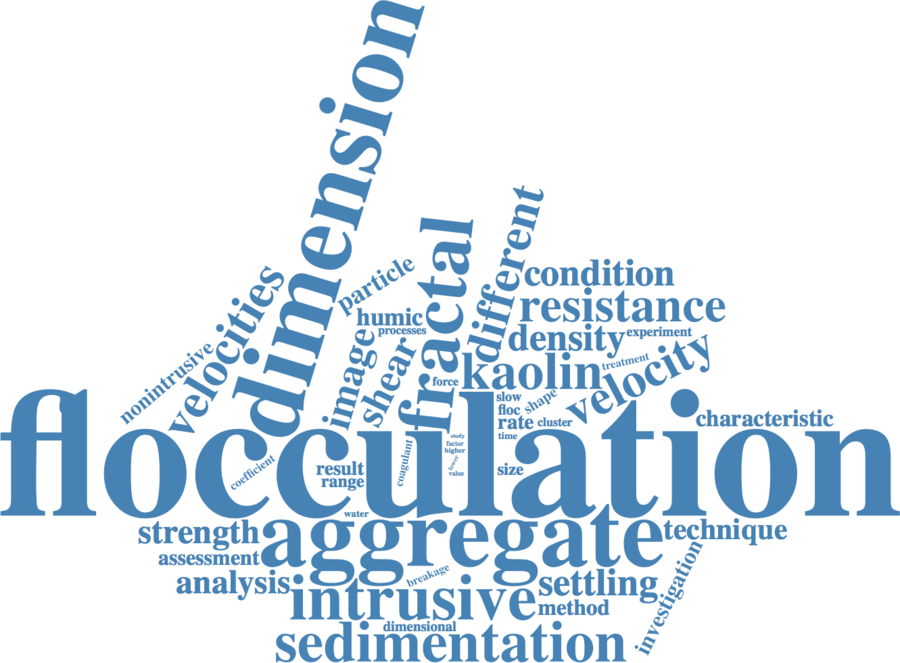 dimension
different
fractal
particle
condition
velocities
resistance
humic
processes
density
experiment
nonintrusive
image
shear
velocity
treatment
force
kaolin
slow
shape
floc
rate
cluster
characteristic
time
flocculation
study
factor
higher
lower
value
coagulant
coefficient
result
range
size
water
strength
aggregate
technique
assessment
analysis
breakage
settling
investigation
intrusive
method
dimensional
sedimentation